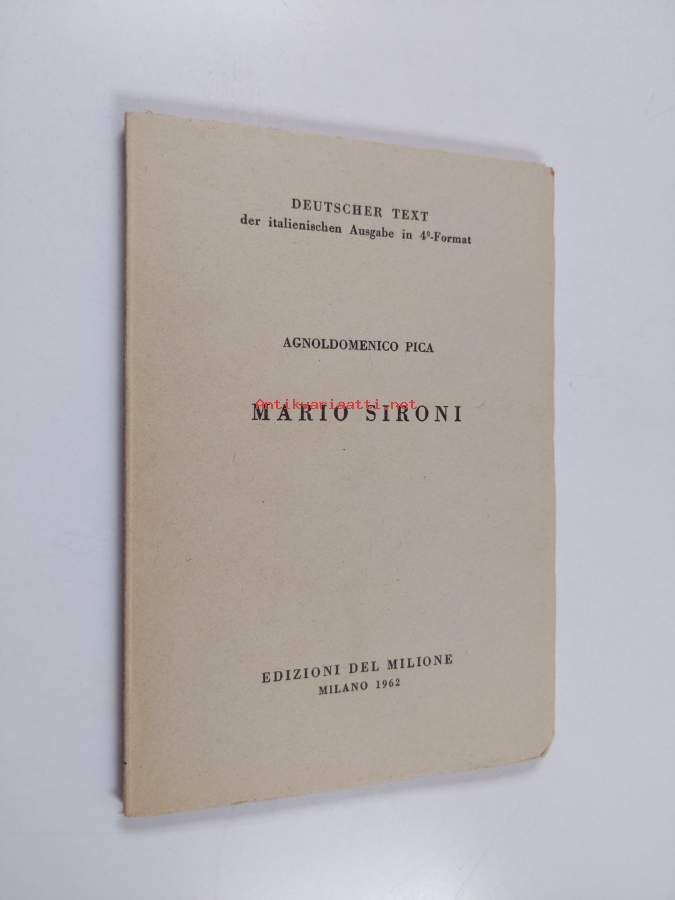 DEUTSCHER TEXT
der italienischen Ausgabe in 4°-Format
AGNOLDOMENICO PICA
Antikvariaatti.net
MARIO SIRONI
EDIZIONI DEL MILIONE
MILANO 1962